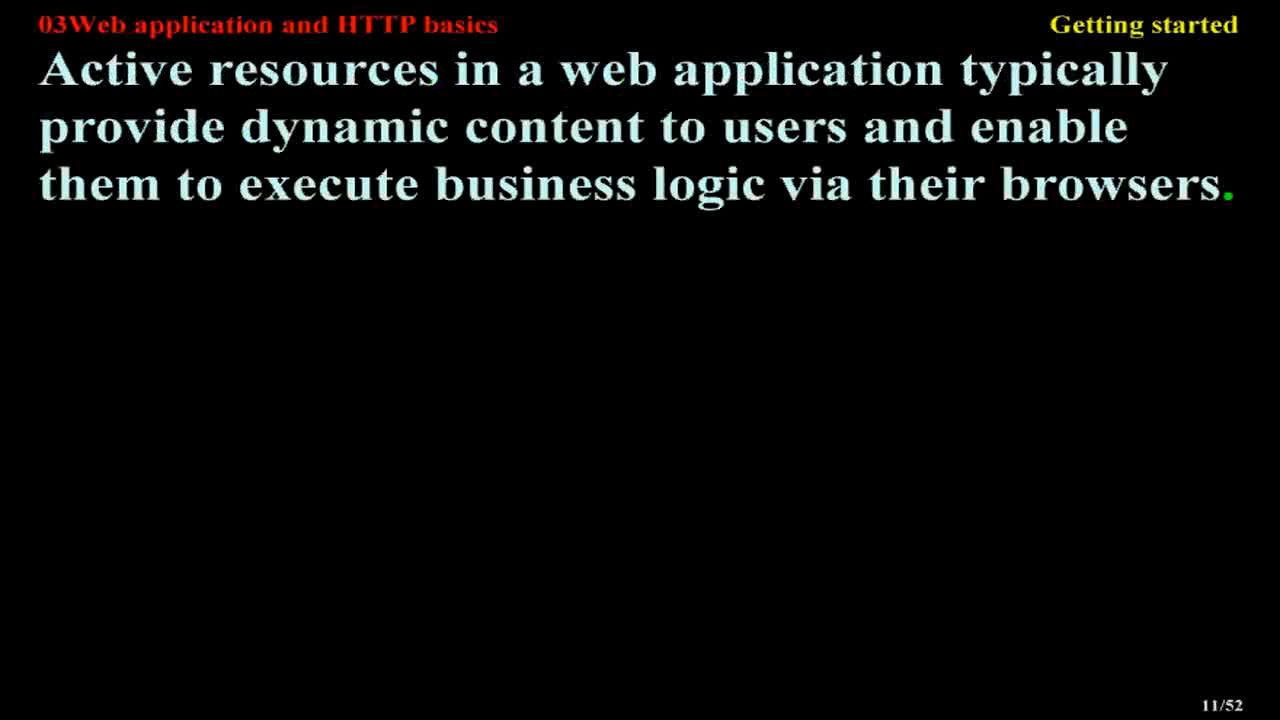 03Web application and HTTP basics
Getting started
Active resources in a web application typically
provide dynamic content to users and enable
them to execute business logic via their browsers.
11/52